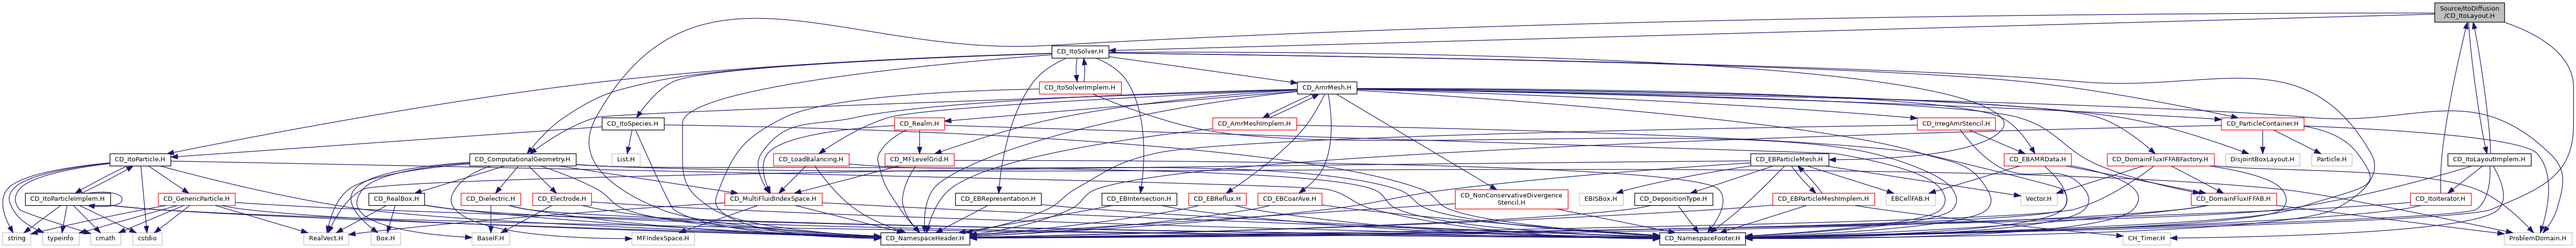 Source/ItoDiffusion
/CD_ItoLayout.H
CD_ItoSolver.H
CD_ItoSolverImplem.H
CD_AmrMesh.H
CD_ItoSpecies.H
CD_Realm.H
CD_AmrMeshImplem.H
CD_IrregAmrStencil.H
CD_ParticleContainer.H
CD_ItoParticle.H
List.H
CD_ComputationalGeometry.H
CD_LoadBalancing.H
CD_MFLevelGrid.H
CD_EBParticleMesh.H
CD_EBAMRData.H
CD_DomainFluxIFFABFactory.H
DisjointBoxLayout.H
Particle.H
CD_ItoLayoutImplem.H
CD_ItoParticleImplem.H
CD_GenericParticle.H
CD_RealBox.H
CD_Dielectric.H
CD_Electrode.H
CD_MultiFluidIndexSpace.H
CD_EBRepresentation.H
CD_EBIntersection.H
CD_EBReflux.H
CD_EBCoarAve.H
CD_NonConservativeDivergence
Stencil.H
EBISBox.H
CD_DepositionType.H
CD_EBParticleMeshImplem.H
EBCellFAB.H
Vector.H
CD_DomainFluxIFFAB.H
CD_ItoIterator.H
string
typeinfo
cmath
cstdio
RealVect.H
Box.H
BaseIF.H
MFIndexSpace.H
CD_NamespaceHeader.H
CD_NamespaceFooter.H
CH_Timer.H
ProblemDomain.H